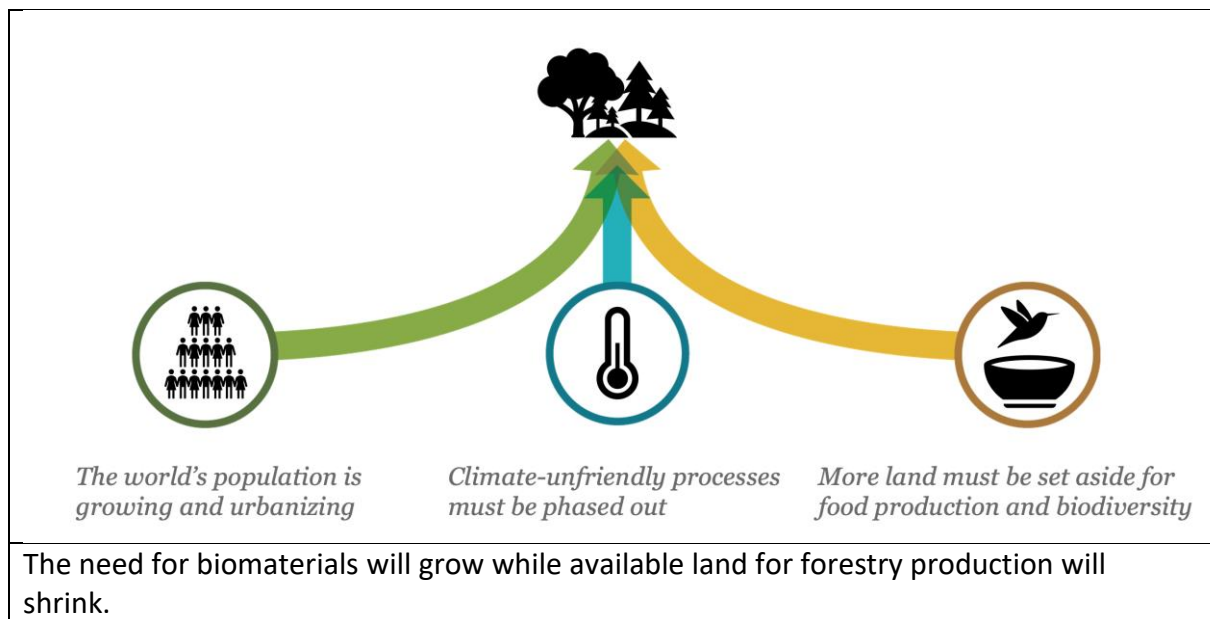 The world’s population is
growing and urbanizing
Climate-unfriendly processes
must be phased out
More land must be set aside for
food production and biodiversity
The need for biomaterials will grow while available land for forestry production will
shrink.